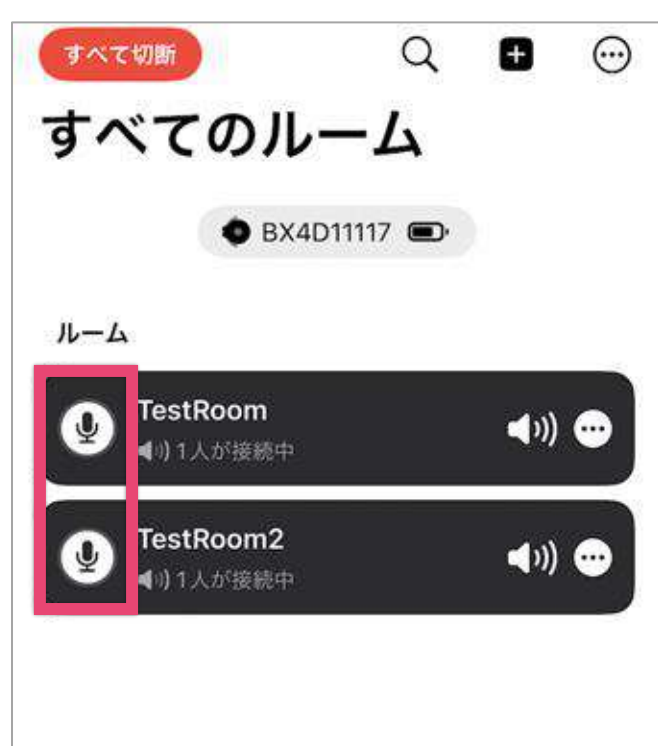 すべて切断
すべてのルーム
BX4D11117
ルーム
TestRoom
1人が接続中
TestRoom2
1人が接続中